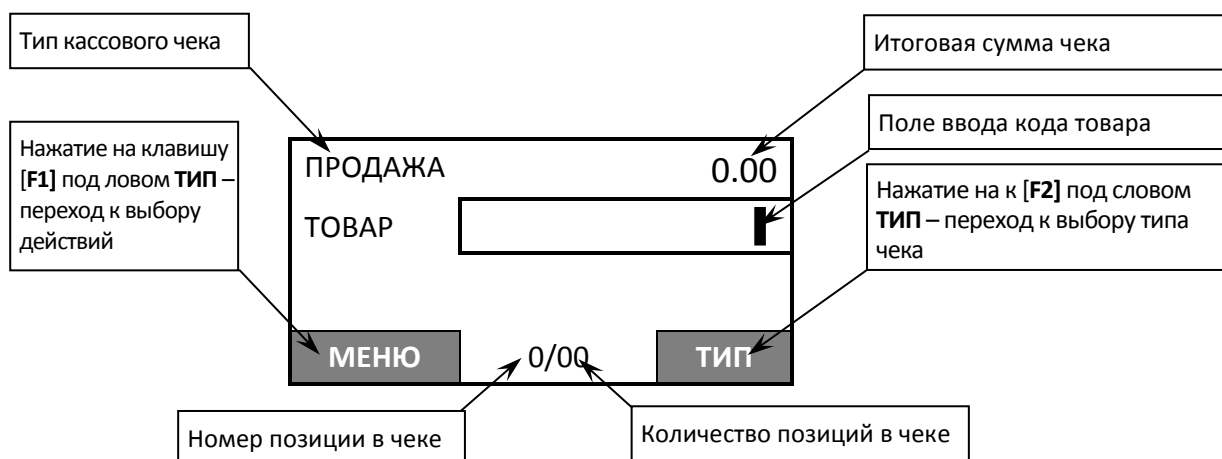 Тип кассового чека
Итоговая сумма чека
Поле ввода кода товара
Нажатие на клавишу
[F1] под ловом ТИП –
переход к выбору
действий
ПРОДАЖА 0.00
ТОВАР
Нажатие на к [F2] под словом
ТИП – переход к выбору типа
чека
МЕНЮ 0/00 ТИП
Номер позиции в чеке
Количество позиций в чеке